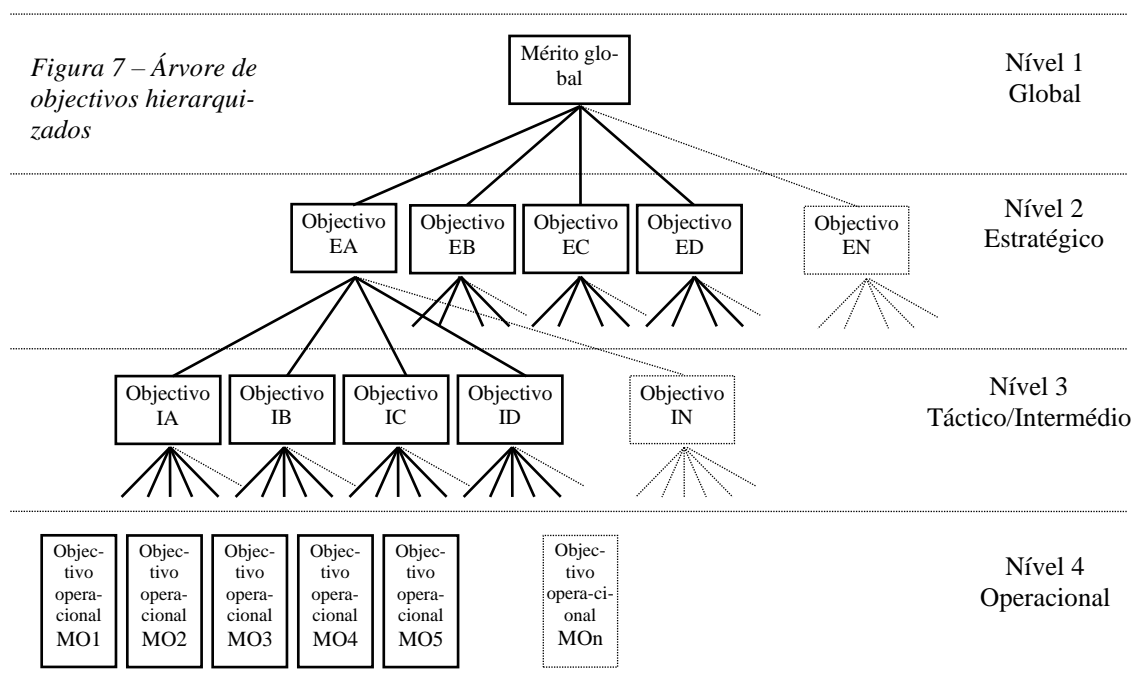 Figura 7 – Árvore de
objectivos hierarqui-
zados
Mérito glo-
bal
Nível 1
Global
Objectivo
EA
Objectivo
EB
Objectivo
EC
Objectivo
ED
Objectivo
EN
Nível 2
Estratégico
Objectivo
IA
Objectivo
IB
Objectivo
IC
Objectivo
ID
Objectivo
IN
Nível 3
Táctico/Intermédio
Objec-
tivo
opera-
cional
MO1
Objec-
tivo
opera-
cional
MO2
Objec-
tivo
opera-
cional
MO3
Objec-
tivo
opera-
cional
MO4
Objec-
tivo
opera-
cional
MO5
Objec-
tivo
opera-ci-
onal
MOn
Nível 4
Operacional